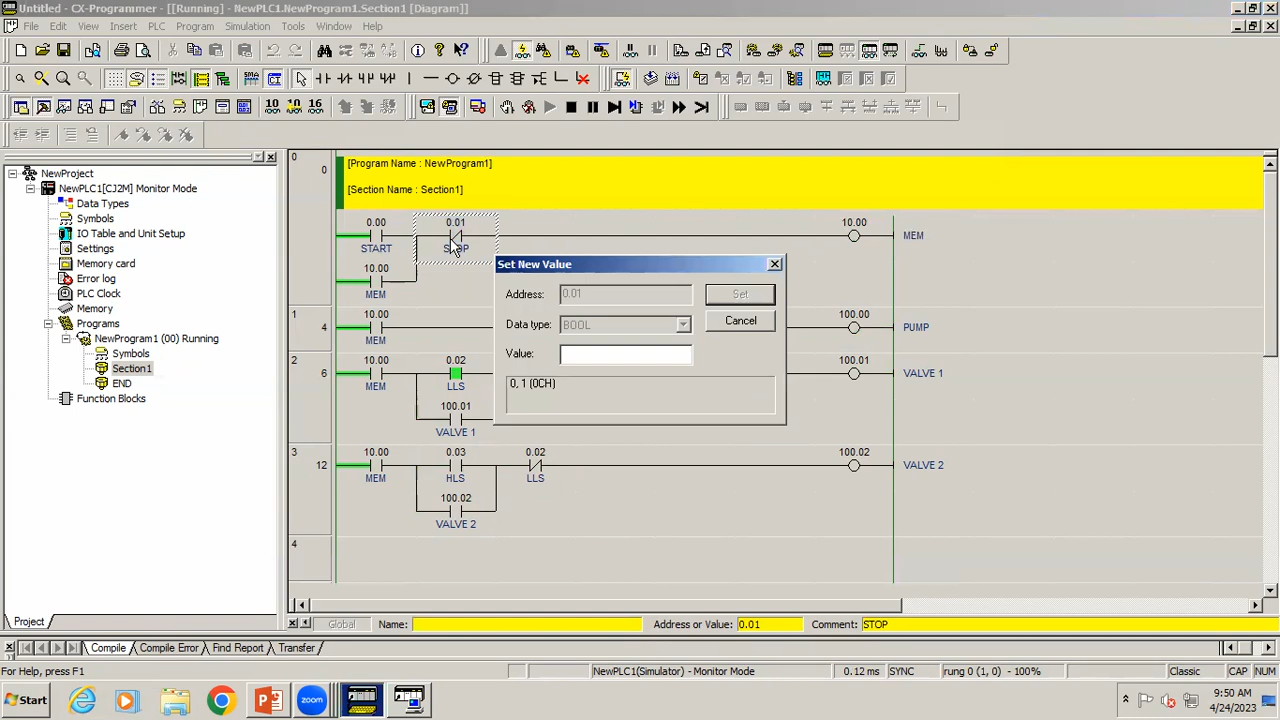 Untitled - CX-Programmer - [[Running] - NewPLC1.NewProgram1.Section1 [Diagram]]
File Edit View Insert PLC Program Simulation Tools Window Help
SMA
10 10 16
NewProject
NewPLC1[CJ2M] Monitor Mode
Data Types
Symbols
IO Table and Unit Setup
Settings
Memory card
Error log
PLC Clock
Memory
Programs
NewProgram1 (00) Running
Symbols
Section1
END
Function Blocks
Project
0
0
[Program Name : NewProgram1]
[Section Name : Section1]
0.00 0.01 10.00
START STOP MEM
10.00
MEM
1
4
10.00 100.00
MEM PUMP
2
6
10.00 0.02 100.01
MEM LLS VALVE 1
100.01
VALVE 1
3
12
10.00 0.03 0.02 100.02
MEM HLS LLS VALVE 2
100.02
VALVE 2
4
Set New Value
Address: 0.01 Set
Data type: BOOL Cancel
Value:
0, 1 (0CH)
Global Name: Address or Value: 0.01 Comment: STOP
Compile Compile Error Find Report Transfer
For Help, press F1 NewPLC1(Simulator) - Monitor Mode 0.12 ms SYNC rung 0 (1, 0) - 100% Classic CAP NUM
Start zoom 9:50 AM
4/24/2023